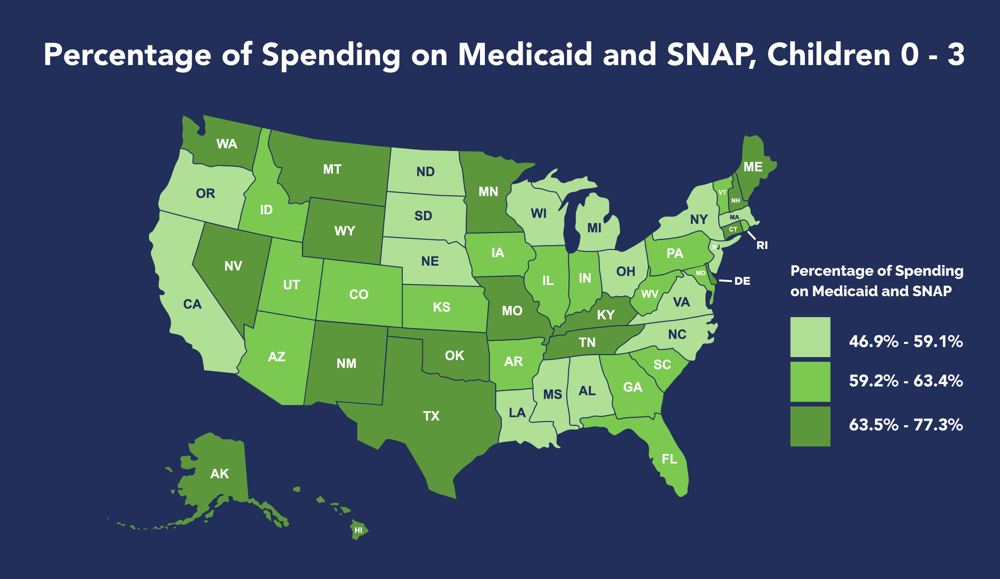 Percentage of Spending on Medicaid and SNAP, Children 0 - 3
WA
MT
ND
MN
ME
OR
ID
SD
WI
MI
NY
VT
NH
MA
CT
RI
WY
NE
IA
PA
NJ
NV
UT
CO
KS
MO
IL
IN
OH
WV
VA
MD
DE
CA
KY
NC
TN
AZ
NM
OK
AR
SC
TX
LA
MS
AL
GA
FL
AK
HI
Percentage of Spending
on Medicaid and SNAP
46.9% - 59.1%
59.2% - 63.4%
63.5% - 77.3%